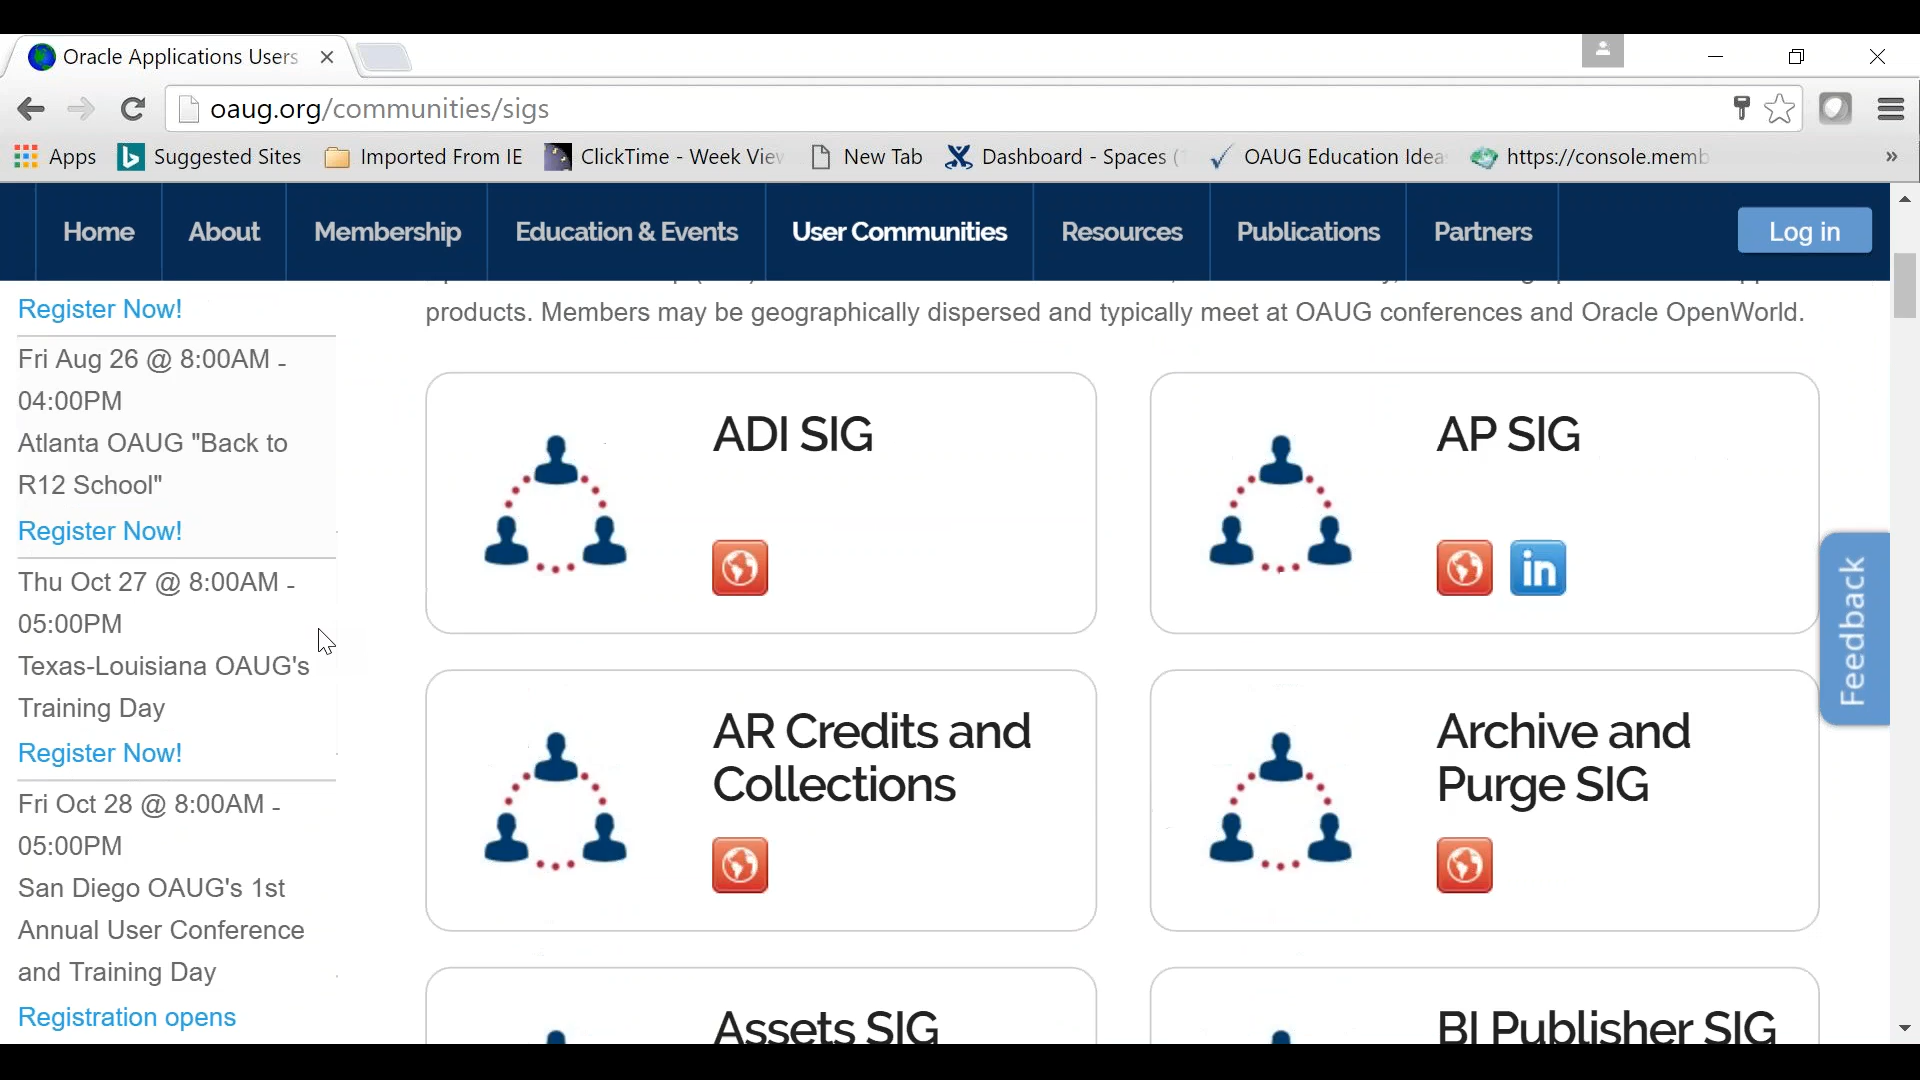 Oracle Applications Users
oaug.org/communities/sigs
Apps Suggested Sites Imported From IE ClickTime - Week View New Tab Dashboard - Spaces ( OAUG Education Idea https://console.memb »
Home About Membership Education & Events User Communities Resources Publications Partners Log in
Register Now!
Fri Aug 26 @ 8:00AM -
04:00PM
Atlanta OAUG "Back to
R12 School"
Register Now!
Thu Oct 27 @ 8:00AM -
05:00PM
Texas-Louisiana OAUG's
Training Day
Register Now!
Fri Oct 28 @ 8:00AM -
05:00PM
San Diego OAUG's 1st
Annual User Conference
and Training Day
Registration opens
products. Members may be geographically dispersed and typically meet at OAUG conferences and Oracle OpenWorld.
ADI SIG
AP SIG
in
AR Credits and
Collections
Archive and
Purge SIG
Assets SIG
BI Publisher SIG
Feedback